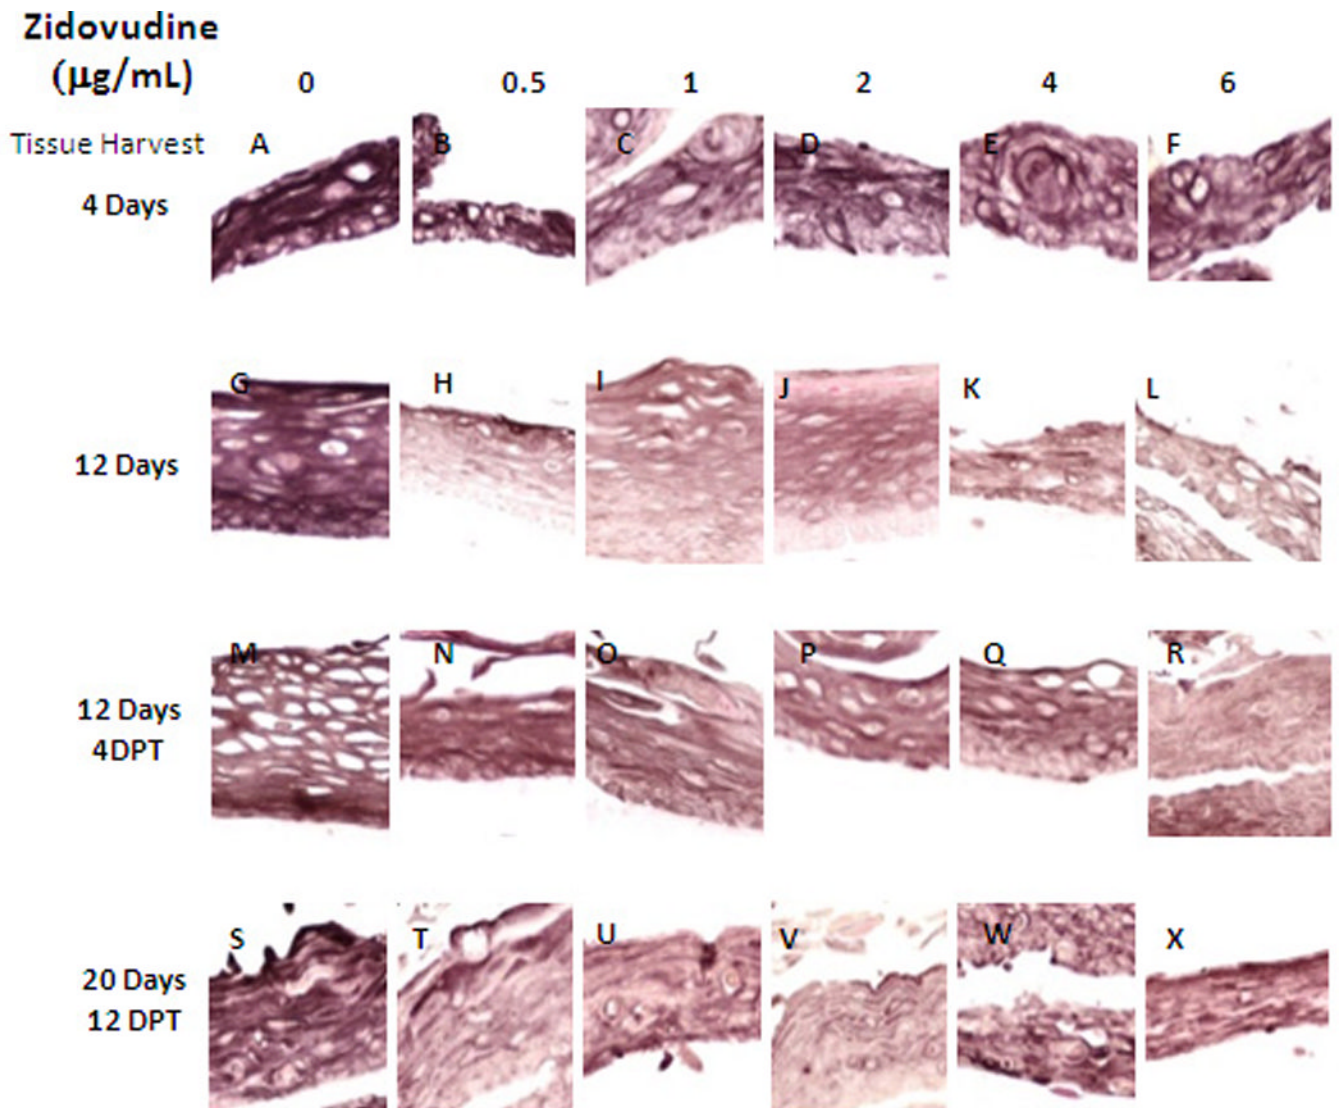 Zidovudine
(µg/mL) 0 0.5 1 2 4 6
Tissue Harvest A B C D E F
4 Days
G H I J K L
12 Days
M N O P Q R
12 Days
4DPT
S T U V W X
20 Days
12 DPT